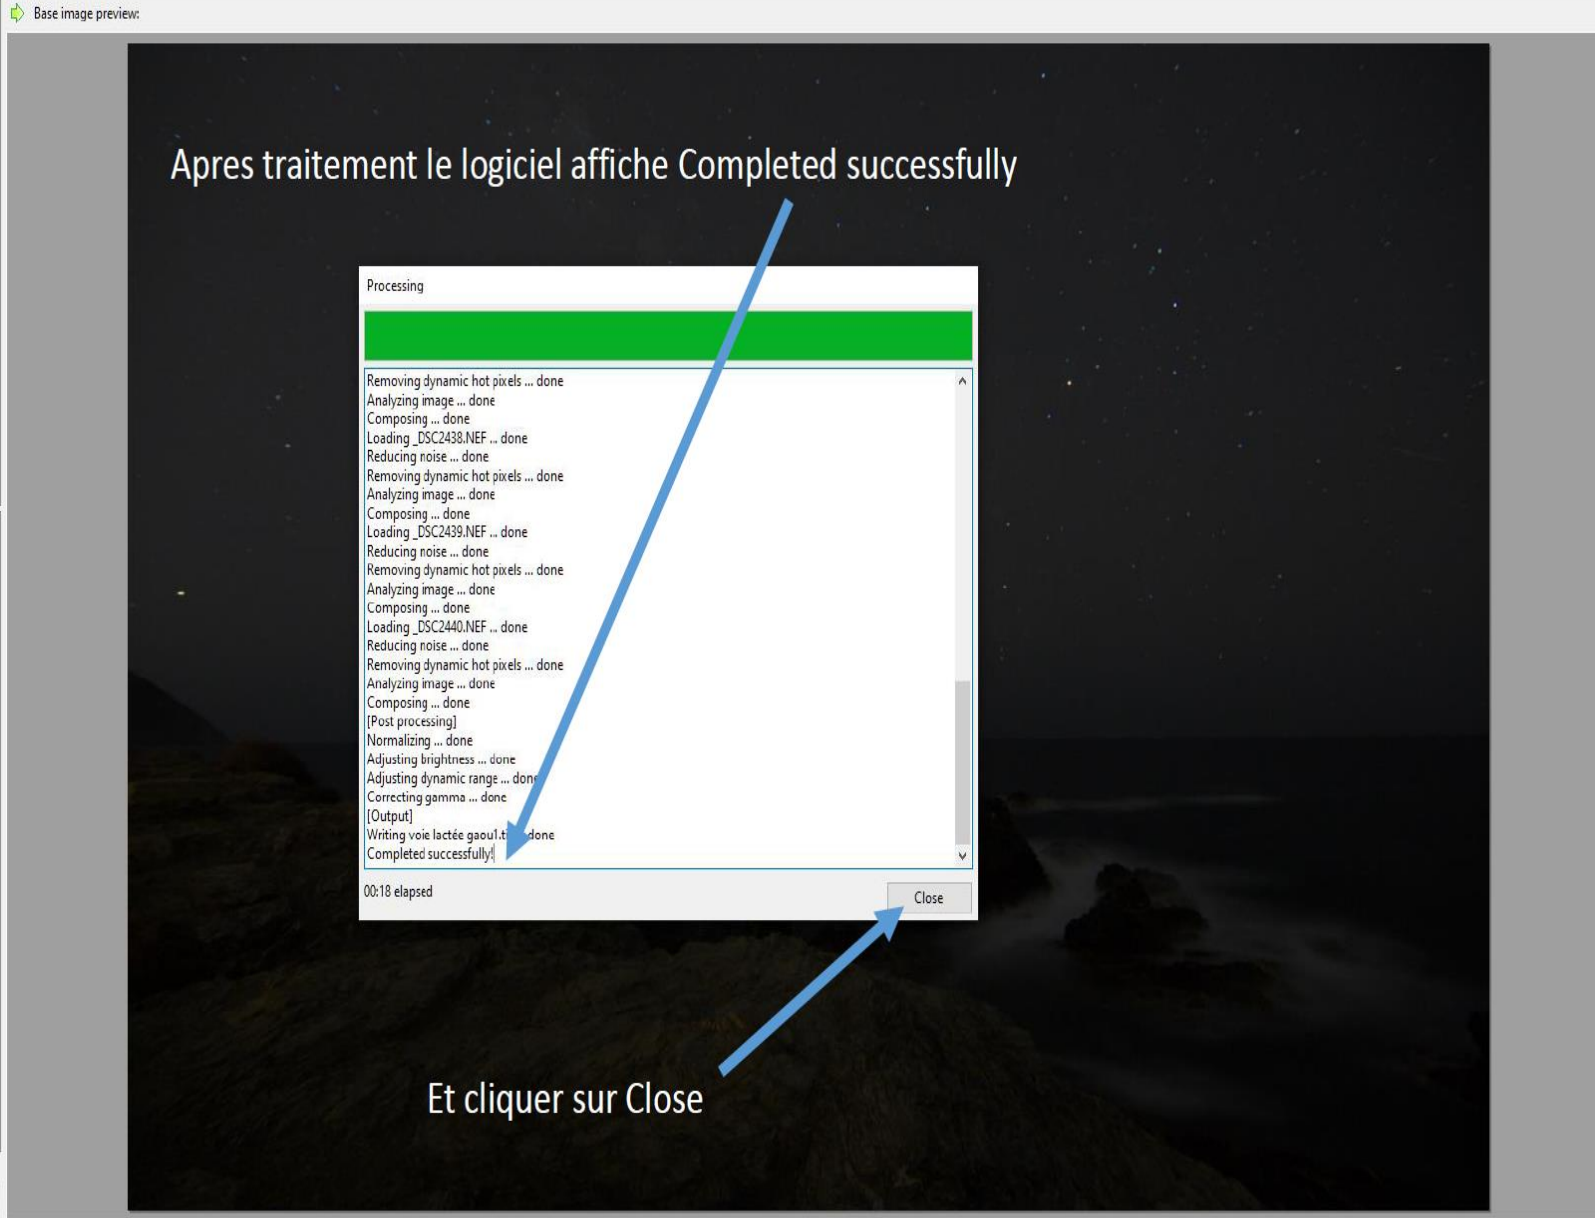 Base image preview:
Apres traitement le logiciel affiche Completed successfully
Processing
Removing dynamic hot pixels ... done
Analyzing image ... done
Composing ... done
Loading _DSC2438.NEF ... done
Reducing noise ... done
Removing dynamic hot pixels ... done
Analyzing image ... done
Composing ... done
Loading _DSC2439.NEF ... done
Reducing noise ... done
Removing dynamic hot pixels ... done
Analyzing image ... done
Composing ... done
Loading _DSC2440.NEF ... done
Reducing noise ... done
Removing dynamic hot pixels ... done
Analyzing image ... done
Composing ... done
[Post processing]
Normalizing ... done
Adjusting brightness ... done
Adjusting dynamic range ... done
Correcting gamma ... done
[Output]
Writing voie lactée done
Completed successfully!
00:18 elapsed
Close
Et cliquer sur Close